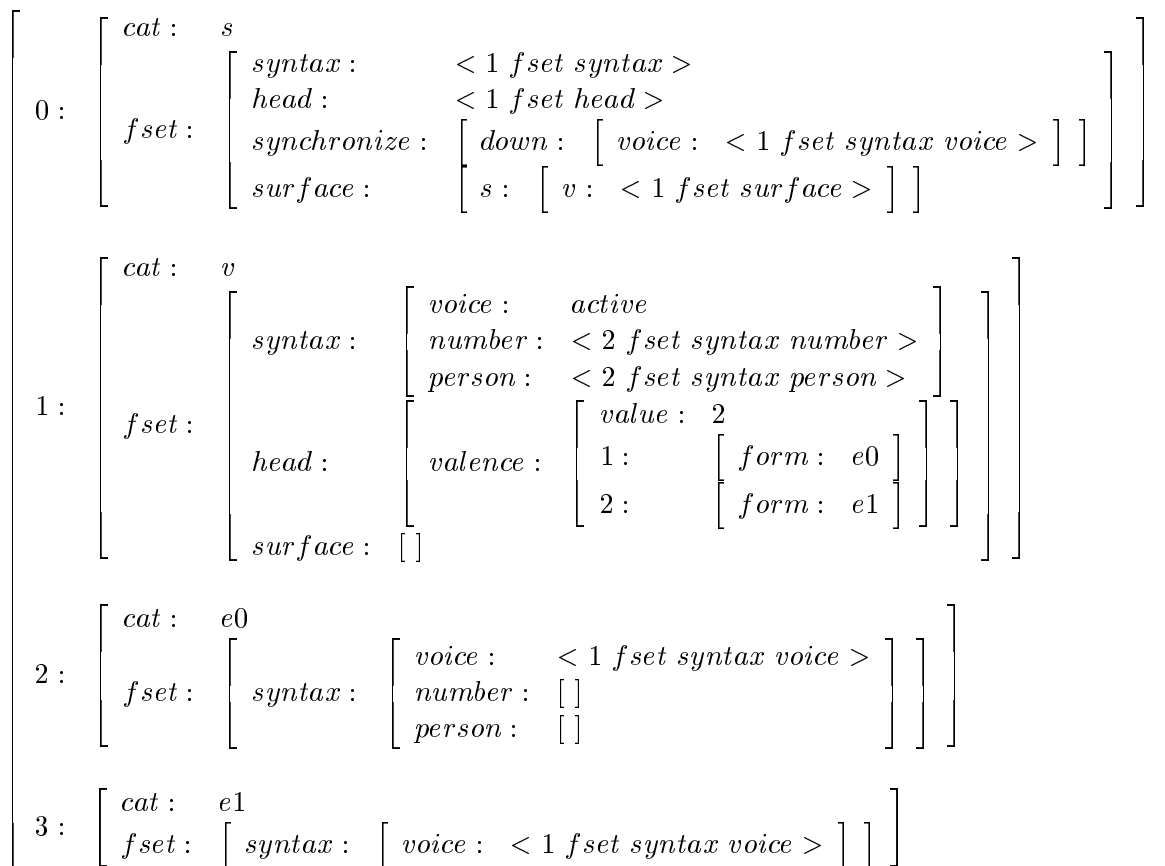 cat : s
syntax : < 1 fset syntax >
head : < 1 fset head >
0 : fset : synchronize : [ down : [ voice : < 1 fset syntax voice > ] ]
surface : [ s : [ v : < 1 fset surface > ] ]
cat : v
voice : active
syntax : number : < 2 fset syntax number >
person : < 2 fset syntax person >
1 : fset :
value : 2
head : valence : 1 : [ form : e0 ]
2 : [ form : e1 ]
surface : [ ]
cat : e0
voice : < 1 fset syntax voice >
2 : fset : syntax : number : [ ]
person : [ ]
cat : e1
3 : fset : [ syntax : [ voice : < 1 fset syntax voice > ] ]